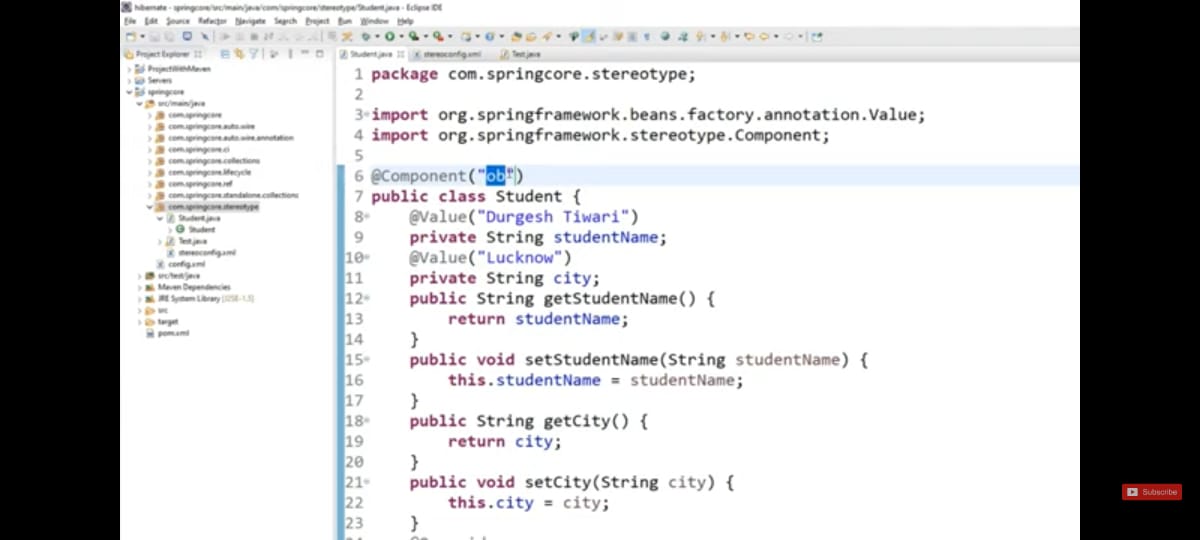 hibernate - springcore/src/main/java/com/springcore/stereotype/Student.java - Eclipse IDE
File Edit Source Refactor Navigate Search Project Run Window Help
Project Explorer
Student.java stereoconfig.xml Test.java
ProjectWithMaven
Servers
springcore
src/main/java
com.springcore
com.springcore.auto.wire
com.springcore.auto.wire.annotation
com.springcore.ci
com.springcore.collections
com.springcore.lifecycle
com.springcore.ref
com.springcore.standalone.collections
com.springcore.stereotype
Student.java
Student
Test.java
stereoconfig.xml
config.xml
src/test/java
Maven Dependencies
JRE System Library [J2SE-1.5]
src
target
pom.xml
1 package com.springcore.stereotype;
2
3 import org.springframework.beans.factory.annotation.Value;
4 import org.springframework.stereotype.Component;
5
6 @Component("ob")
7 public class Student {
8 @Value("Durgesh Tiwari")
9 private String studentName;
10 @Value("Lucknow")
11 private String city;
12 public String getStudentName() {
13 return studentName;
14 }
15 public void setStudentName(String studentName) {
16 this.studentName = studentName;
17 }
18 public String getCity() {
19 return city;
20 }
21 public void setCity(String city) {
22 this.city = city;
23 }
Subscribe